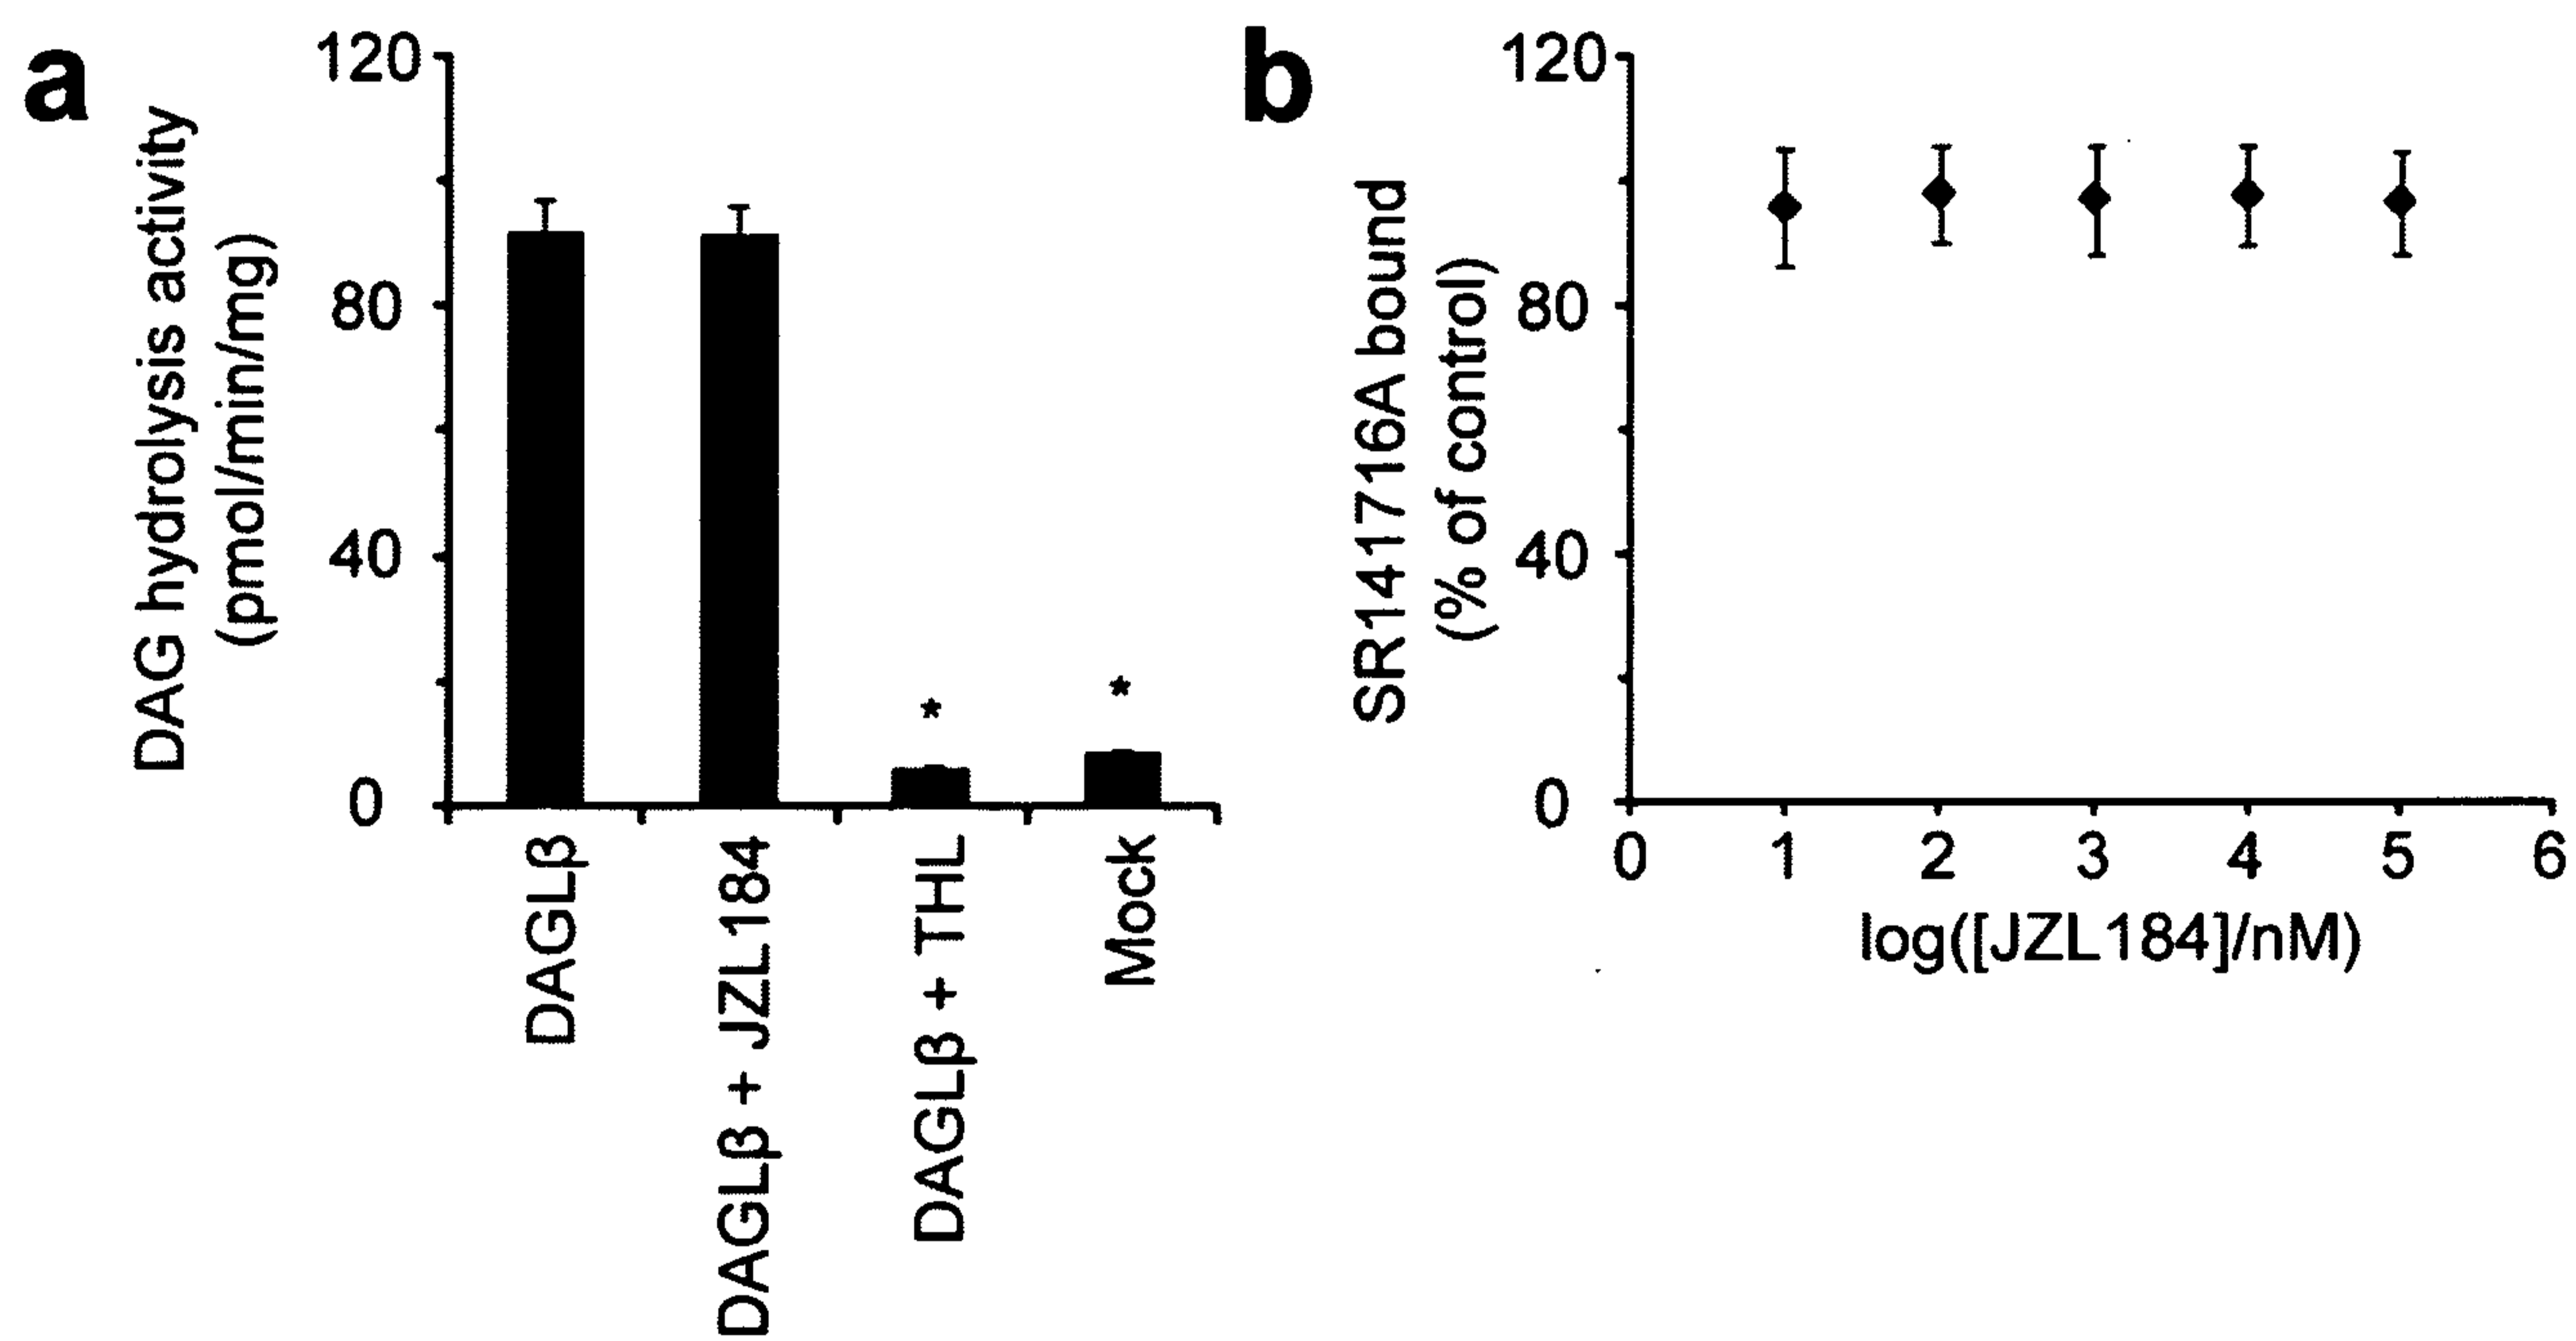 a
DAG hydrolysis activity
(pmol/min/mg)
120
80
40
0
*
*
DAGLβ
DAGLβ + JZL184
DAGLβ + THL
Mock
b
SR141716A bound
(% of control)
120
80
40
0
0 1 2 3 4 5 6
log([JZL184]/nM)